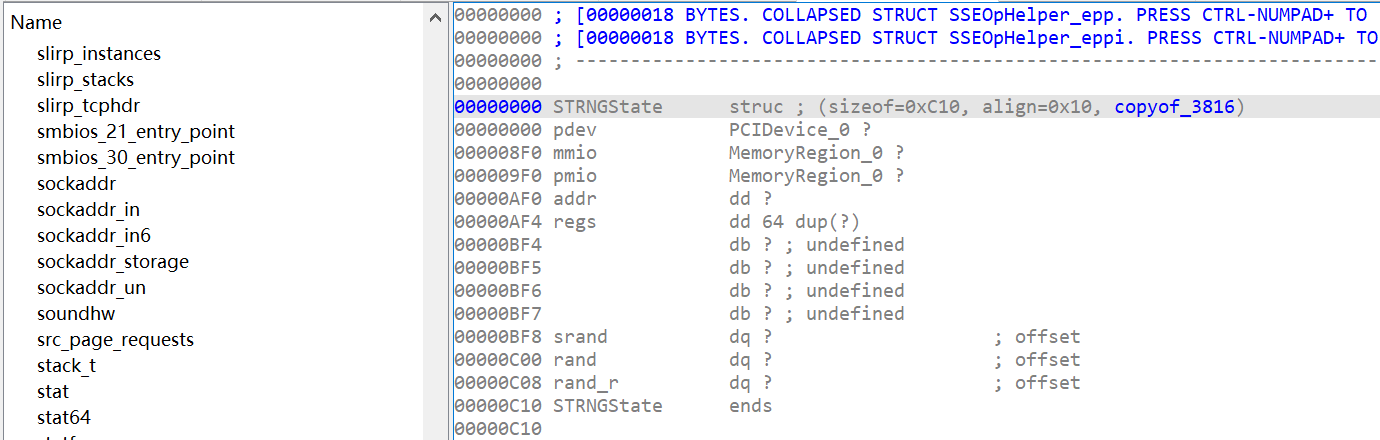 Name
slirp_instances
slirp_stacks
slirp_tcphdr
smbios_21_entry_point
smbios_30_entry_point
sockaddr
sockaddr_in
sockaddr_in6
sockaddr_storage
sockaddr_un
soundhw
src_page_requests
stack_t
stat
stat64
00000000 ; [00000018 BYTES. COLLAPSED STRUCT SSEOpHelper_epp. PRESS CTRL-NUMPAD+ TO
00000000 ; [00000018 BYTES. COLLAPSED STRUCT SSEOpHelper_eppi. PRESS CTRL-NUMPAD+ TO
00000000 ; ---------------------------------------------------------------------------
00000000
00000000 STRNGState      struc ; (sizeof=0xC10, align=0x10, copyof_3816)
00000000 pdev            PCIDevice_0 ?
000008F0 mmio            MemoryRegion_0 ?
000009F0 pmio            MemoryRegion_0 ?
00000AF0 addr            dd ?
00000AF4 regs            dd 64 dup(?)
00000BF4                 db ? ; undefined
00000BF5                 db ? ; undefined
00000BF6                 db ? ; undefined
00000BF7                 db ? ; undefined
00000BF8 srand           dq ?                    ; offset
00000C00 rand            dq ?                    ; offset
00000C08 rand_r          dq ?                    ; offset
00000C10 STRNGState      ends
00000C10